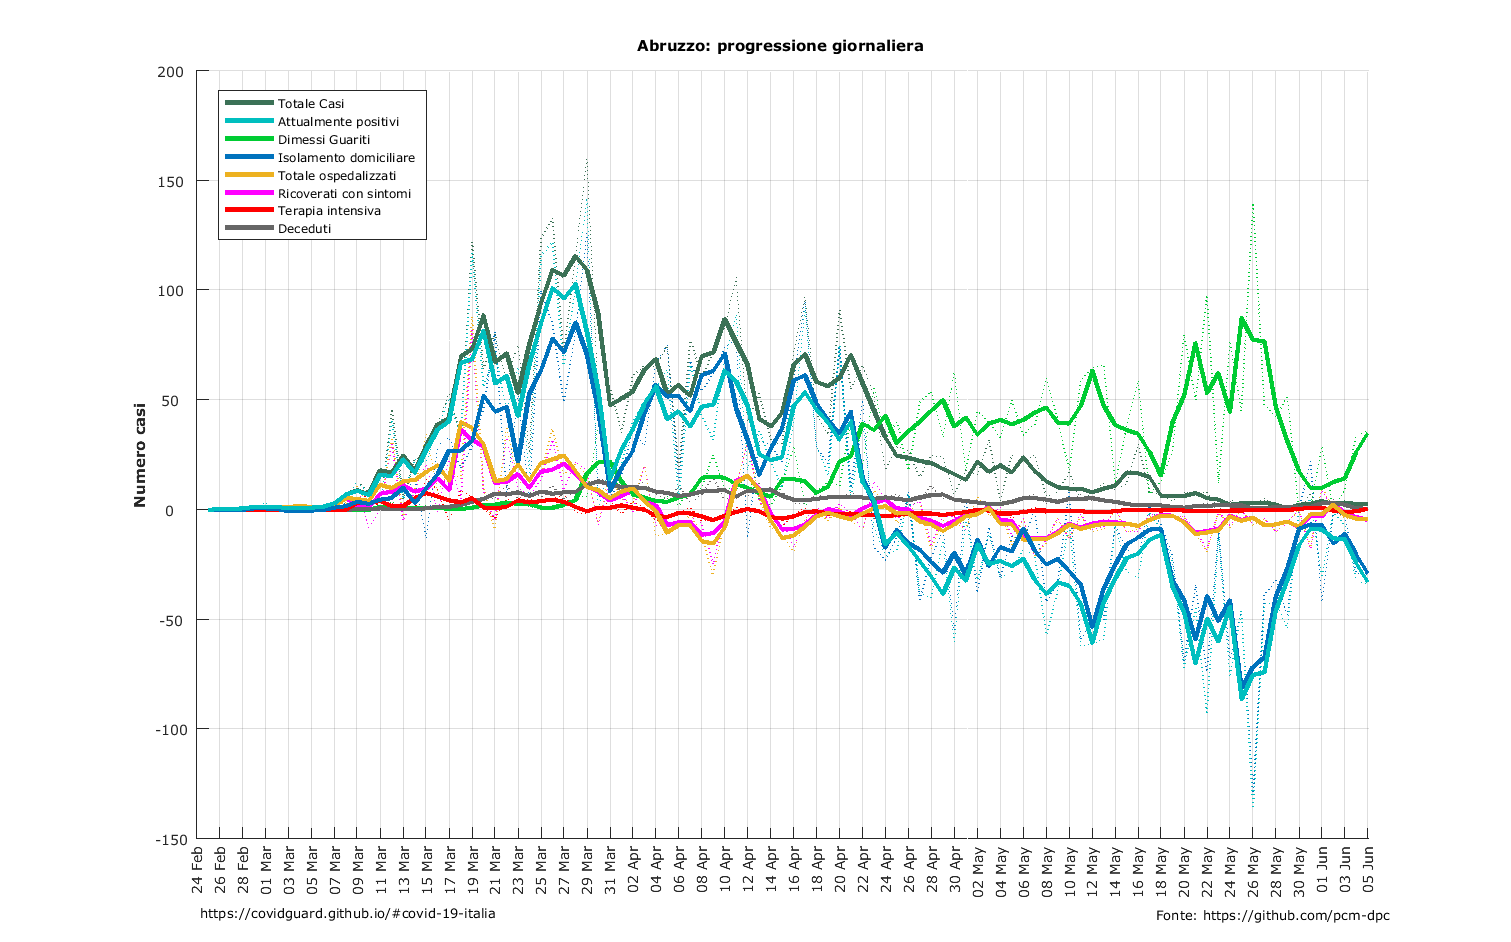 Abruzzo: progressione giornaliera
200
150
100
50
0
-50
-100
-150
Numero casi
Totale Casi
Attualmente positivi
Dimessi Guariti
Isolamento domiciliare
Totale ospedalizzati
Ricoverati con sintomi
Terapia intensiva
Deceduti
24 Feb
26 Feb
28 Feb
01 Mar
03 Mar
05 Mar
07 Mar
09 Mar
11 Mar
13 Mar
15 Mar
17 Mar
19 Mar
21 Mar
23 Mar
25 Mar
27 Mar
29 Mar
31 Mar
02 Apr
04 Apr
06 Apr
08 Apr
10 Apr
12 Apr
14 Apr
16 Apr
18 Apr
20 Apr
22 Apr
24 Apr
26 Apr
28 Apr
30 Apr
02 May
04 May
06 May
08 May
10 May
12 May
14 May
16 May
18 May
20 May
22 May
24 May
26 May
28 May
30 May
01 Jun
03 Jun
05 Jun
https://covidguard.github.io/#covid-19-italia
Fonte: https://github.com/pcm-dpc